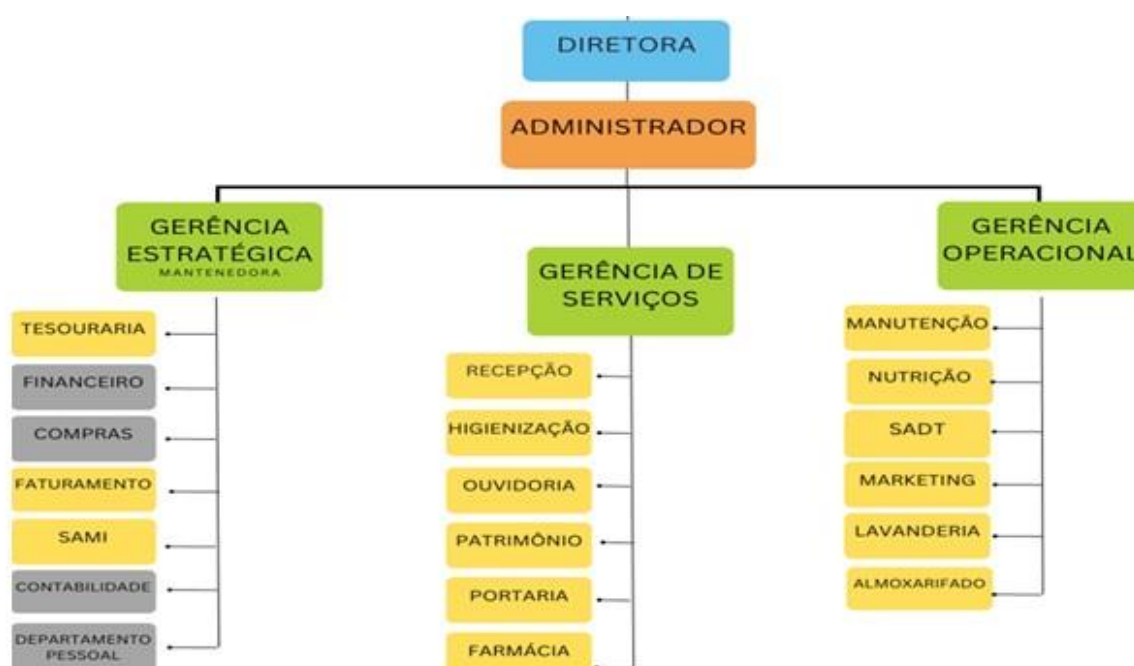 DIRETORA
ADMINISTRADOR
GERÊNCIA
ESTRATÉGICA
MANTENEDORA
TESOURARIA
FINANCEIRO
COMPRAS
FATURAMENTO
SAMI
CONTABILIDADE
DEPARTAMENTO
PESSOAL
GERÊNCIA DE
SERVIÇOS
RECEPÇÃO
HIGIENIZAÇÃO
OUVIDORIA
PATRIMÔNIO
PORTARIA
FARMÁCIA
GERÊNCIA
OPERACIONAL
MANUTENÇÃO
NUTRIÇÃO
SADT
MARKETING
LAVANDERIA
ALMOXARIFADO